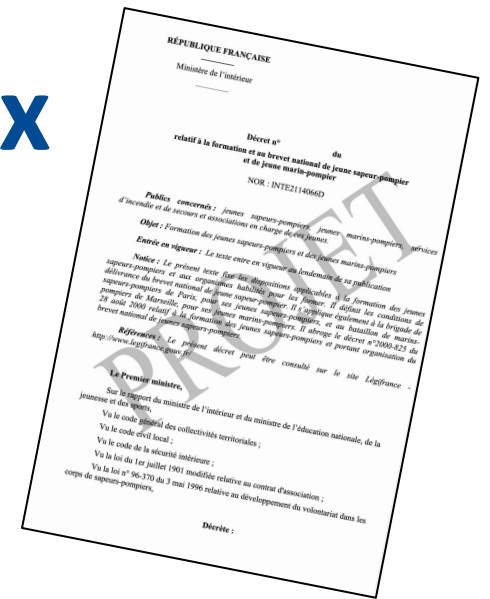 X
RÉPUBLIQUE FRANÇAISE
Ministère de l'intérieur
Décret n° du
relatif à la formation et au brevet national de jeune sapeur-pompier
et de jeune marin-pompier
NOR : INTE2114066D
Publics concernés : jeunes sapeurs-pompiers, jeunes marins-pompiers, services
d'incendie et de secours et associations en charge de ces jeunes.
Objet : Formation des jeunes sapeurs-pompiers et des jeunes marins-pompiers
Entrée en vigueur : Le texte entre en vigueur au lendemain de sa publication
Notice : Le présent texte fixe les dispositions applicables à la formation des jeunes
sapeurs-pompiers et aux organismes habilités pour les former. Il définit les conditions de
délivrance du brevet national de jeune sapeur-pompier. Il s'applique également à la brigade de
sapeurs-pompiers de Paris, pour ses jeunes sapeurs-pompiers, et au bataillon de marins-
pompiers de Marseille, pour ses jeunes marins-pompiers. Il abroge le décret n°2000-825 du
28 août 2000 relatif à la formation des jeunes sapeurs-pompiers et portant organisation du
brevet national de jeunes sapeurs-pompiers.
Références : Le présent décret peut être consulté sur le site Légifrance -
http://www.legifrance.gouv.fr/
PROJET
Le Premier ministre,
Sur le rapport du ministre de l'intérieur et du ministre de l'éducation nationale, de la
jeunesse et des sports,
Vu le code général des collectivités territoriales ;
Vu le code civil local ;
Vu le code de la sécurité intérieure ;
Vu la loi du 1er juillet 1901 modifiée relative au contrat d'association ;
Vu la loi n° 96-370 du 3 mai 1996 relative au développement du volontariat dans les
corps de sapeurs-pompiers,
Décrète :